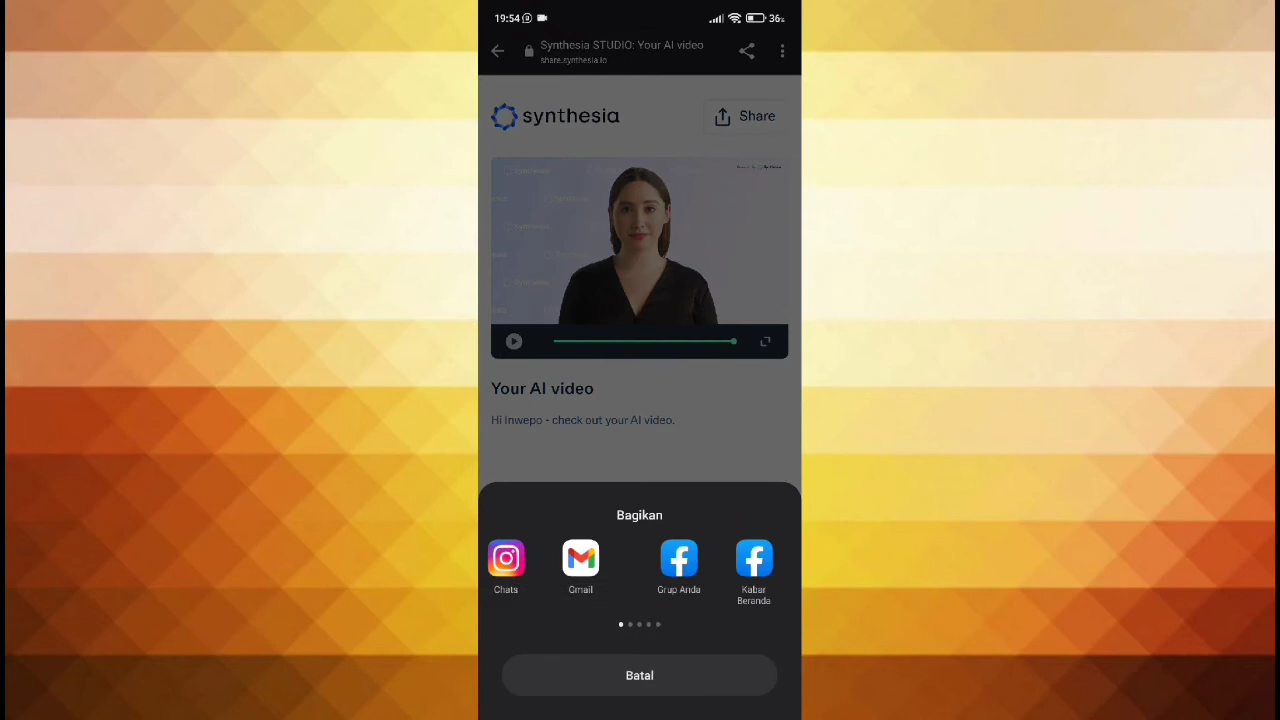 19:54
36%
Synthesia STUDIO: Your AI video
share.synthesia.io
synthesia
Share
Your AI video
Hi Inwepo - check out your AI video.
Bagikan
Chats
Gmail
Grup Anda
Kabar
Beranda
Batal